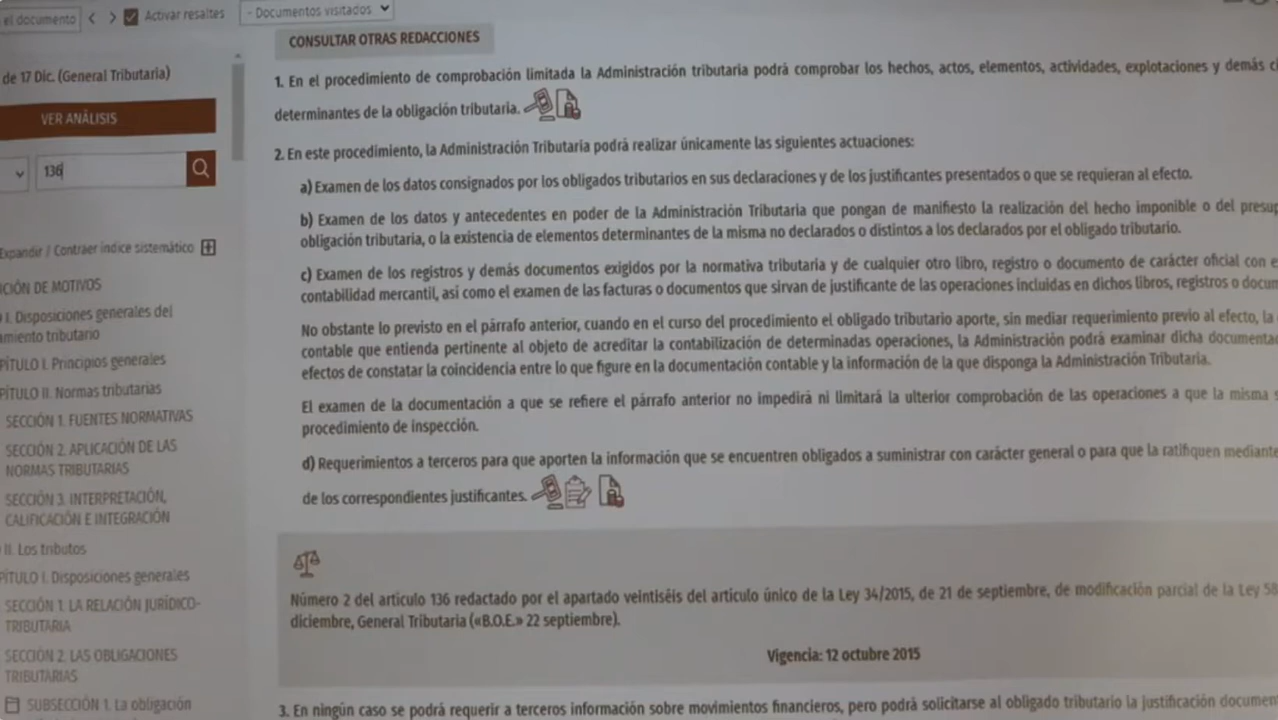 el documento < > Activar resaltes - Documentos visitados
CONSULTAR OTRAS REDACCIONES
de 17 Dic. (General Tributaria)
VER ANÁLISIS
136
Expandir / Contraer índice sistemático
CIÓN DE MOTIVOS
I. Disposiciones generales del
amiento tributario
PÍTULO I. Principios generales
PÍTULO II. Normas tributarias
SECCIÓN 1. FUENTES NORMATIVAS
SECCIÓN 2. APLICACIÓN DE LAS
NORMAS TRIBUTARIAS
SECCIÓN 3. INTERPRETACIÓN,
CALIFICACIÓN E INTEGRACIÓN
II. Los tributos
PÍTULO I. Disposiciones generales
SECCIÓN 1. LA RELACIÓN JURÍDICO-
TRIBUTARIA
SECCIÓN 2. LAS OBLIGACIONES
TRIBUTARIAS
SUBSECCIÓN 1. La obligación
1. En el procedimiento de comprobación limitada la Administración tributaria podrá comprobar los hechos, actos, elementos, actividades, explotaciones y demás ci
determinantes de la obligación tributaria.
2. En este procedimiento, la Administración Tributaria podrá realizar únicamente las siguientes actuaciones:
a) Examen de los datos consignados por los obligados tributarios en sus declaraciones y de los justificantes presentados o que se requieran al efecto.
b) Examen de los datos y antecedentes en poder de la Administración Tributaria que pongan de manifiesto la realización del hecho imponible o del presup
obligación tributaria, o la existencia de elementos determinantes de la misma no declarados o distintos a los declarados por el obligado tributario.
c) Examen de los registros y demás documentos exigidos por la normativa tributaria y de cualquier otro libro, registro o documento de carácter oficial con e
contabilidad mercantil, así como el examen de las facturas o documentos que sirvan de justificante de las operaciones incluidas en dichos libros, registros o docum
No obstante lo previsto en el párrafo anterior, cuando en el curso del procedimiento el obligado tributario aporte, sin mediar requerimiento previo al efecto, la
contable que entienda pertinente al objeto de acreditar la contabilización de determinadas operaciones, la Administración podrá examinar dicha documenta
efectos de constatar la coincidencia entre lo que figure en la documentación contable y la información de la que disponga la Administración Tributaria.
El examen de la documentación a que se refiere el párrafo anterior no impedirá ni limitará la ulterior comprobación de las operaciones a que la misma s
procedimiento de inspección.
d) Requerimientos a terceros para que aporten la información que se encuentren obligados a suministrar con carácter general o para que la ratifiquen mediante
de los correspondientes justificantes.
Número 2 del artículo 136 redactado por el apartado veintiséis del artículo único de la Ley 34/2015, de 21 de septiembre, de modificación parcial de la Ley 58
diciembre, General Tributaria («B.O.E.» 22 septiembre).
Vigencia: 12 octubre 2015
3. En ningún caso se podrá requerir a terceros información sobre movimientos financieros, pero podrá solicitarse al obligado tributario la justificación documen